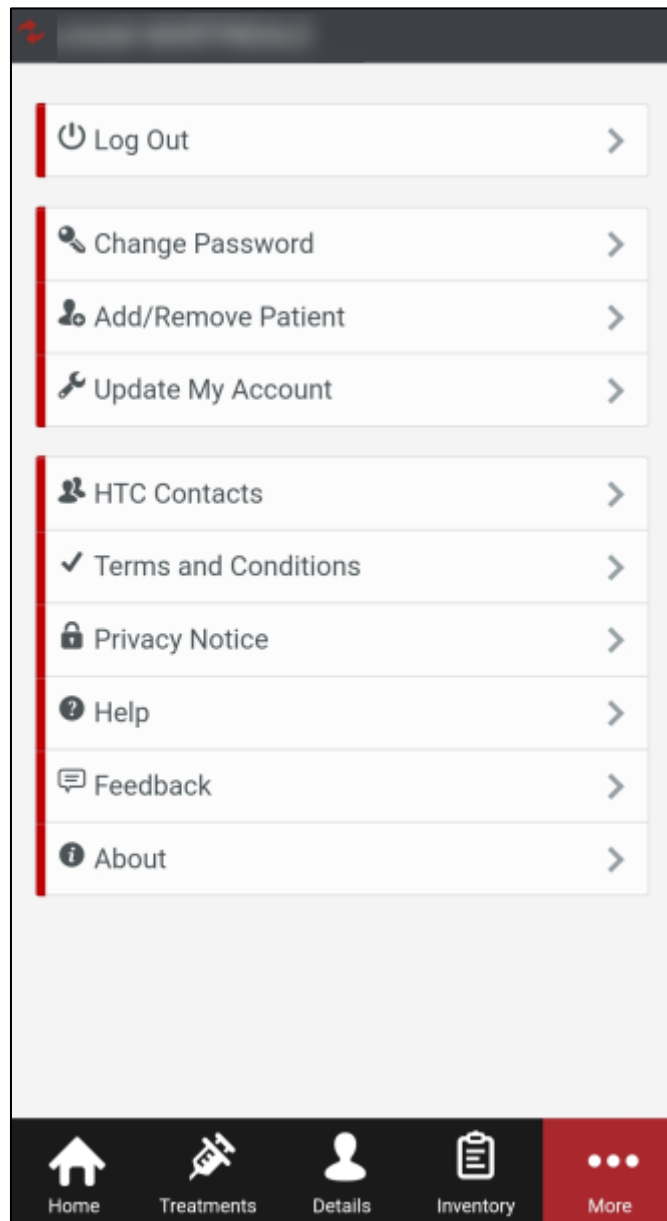 Log Out
Change Password
Add/Remove Patient
Update My Account
HTC Contacts
Terms and Conditions
Privacy Notice
Help
Feedback
About
Home Treatments Details Inventory More